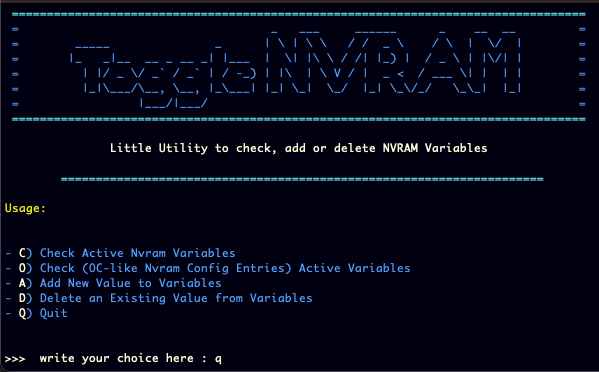 Toggle NVRAM
Little Utility to check, add or delete NVRAM Variables
Usage:
- C) Check Active Nvram Variables
- O) Check (OC-like Nvram Config Entries) Active Variables
- A) Add New Value to Variables
- D) Delete an Existing Value from Variables
- Q) Quit
>>>  write your choice here : q